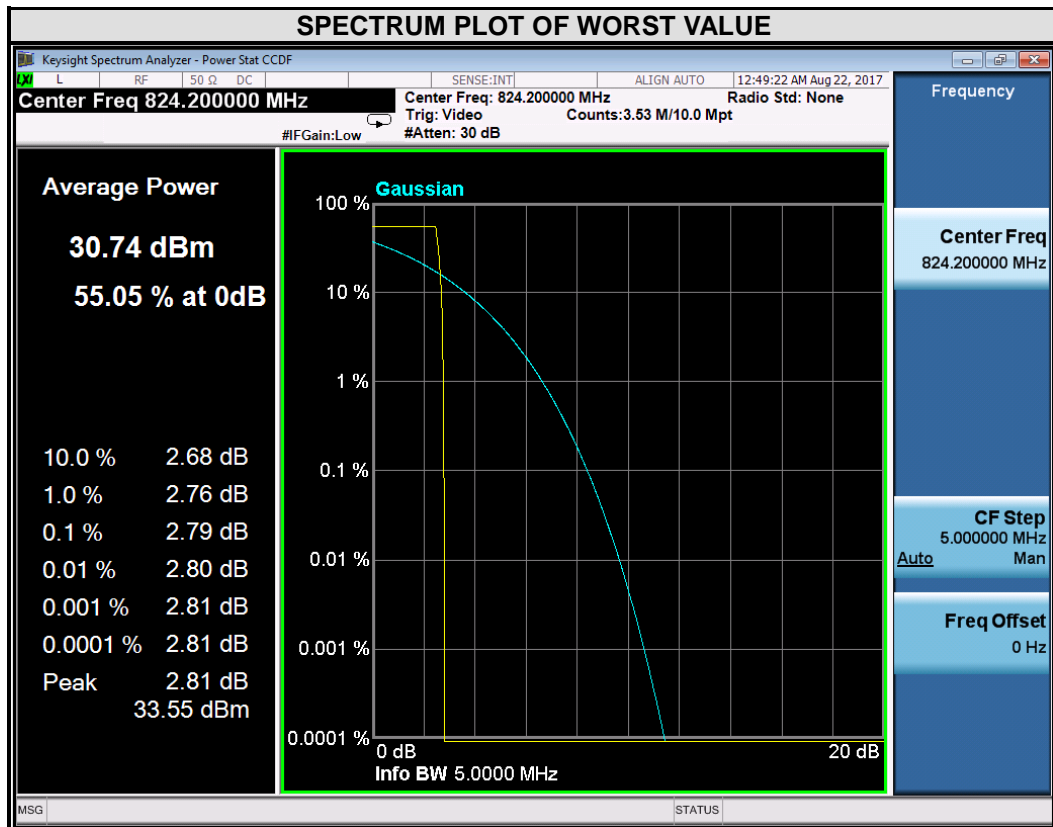 SPECTRUM PLOT OF WORST VALUE
Keysight Spectrum Analyzer - Power Stat CCDF
LXI L RF 50 Ω DC SENSE:INT ALIGN AUTO 12:49:22 AM Aug 22, 2017
Center Freq 824.200000 MHz
#IFGain:Low
Center Freq: 824.200000 MHz Radio Std: None
Trig: Video Counts:3.53 M/10.0 Mpt
#Atten: 30 dB
Average Power
30.74 dBm
55.05 % at 0dB
10.0 % 2.68 dB
1.0 % 2.76 dB
0.1 % 2.79 dB
0.01 % 2.80 dB
0.001 % 2.81 dB
0.0001 % 2.81 dB
Peak 2.81 dB
33.55 dBm
Gaussian
100 %
10 %
1 %
0.1 %
0.01 %
0.001 %
0.0001 %
0 dB 20 dB
Info BW 5.0000 MHz
Frequency
Center Freq
824.200000 MHz
CF Step
5.000000 MHz
Auto Man
Freq Offset
0 Hz
MSG STATUS